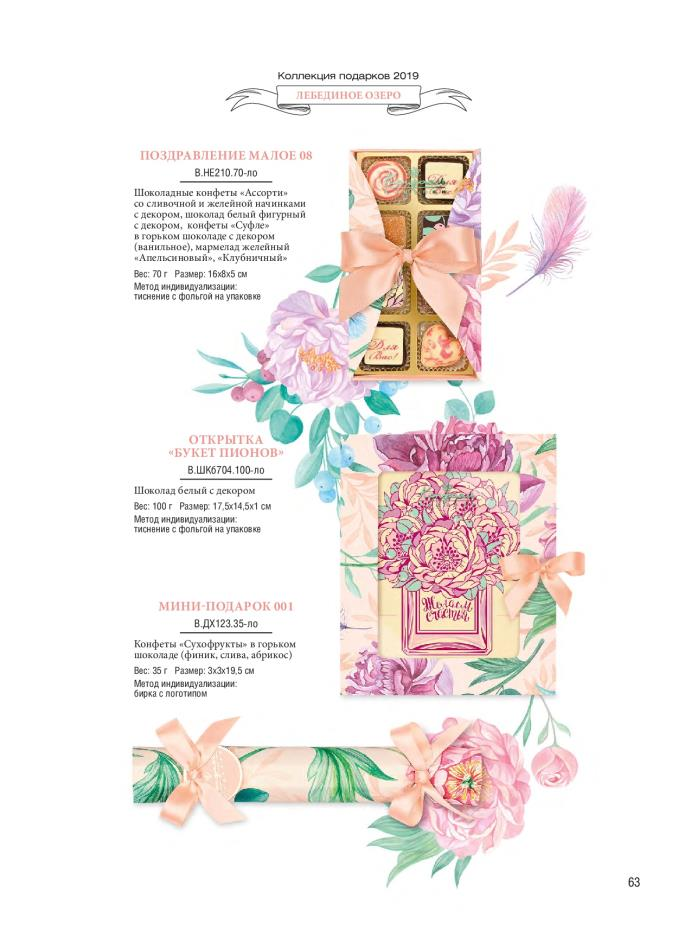 Коллекция подарков 2019
ЛЕБЕДИНОЕ ОЗЕРО
ПОЗДРАВЛЕНИЕ МАЛОЕ 08
В.НЕ210.70-ло
Шоколадные конфеты «Ассорти»
со сливочной и желейной начинками
с декором, шоколад белый фигурный
с декором, конфеты «Суфле»
в горьком шоколаде с декором
(ванильное), мармелад желейный
«Апельсиновый», «Клубничный»
Вес: 70 г Размер: 16х8х5 см
Метод индивидуализации:
тиснение с фольгой на упаковке
Для
Вас!
ОТКРЫТКА
«БУКЕТ ПИОНОВ»
В.ШК6704.100-ло
Шоколад белый с декором
Вес: 100 г Размер: 17,5х14,5х1 см
Метод индивидуализации:
тиснение с фольгой на упаковке
Желаем
счастья
МИНИ-ПОДАРОК 001
В.ДХ123.35-ло
Конфеты «Сухофрукты» в горьком
шоколаде (финик, слива, абрикос)
Вес: 35 г Размер: 3х3х19,5 см
Метод индивидуализации:
бирка с логотипом
63